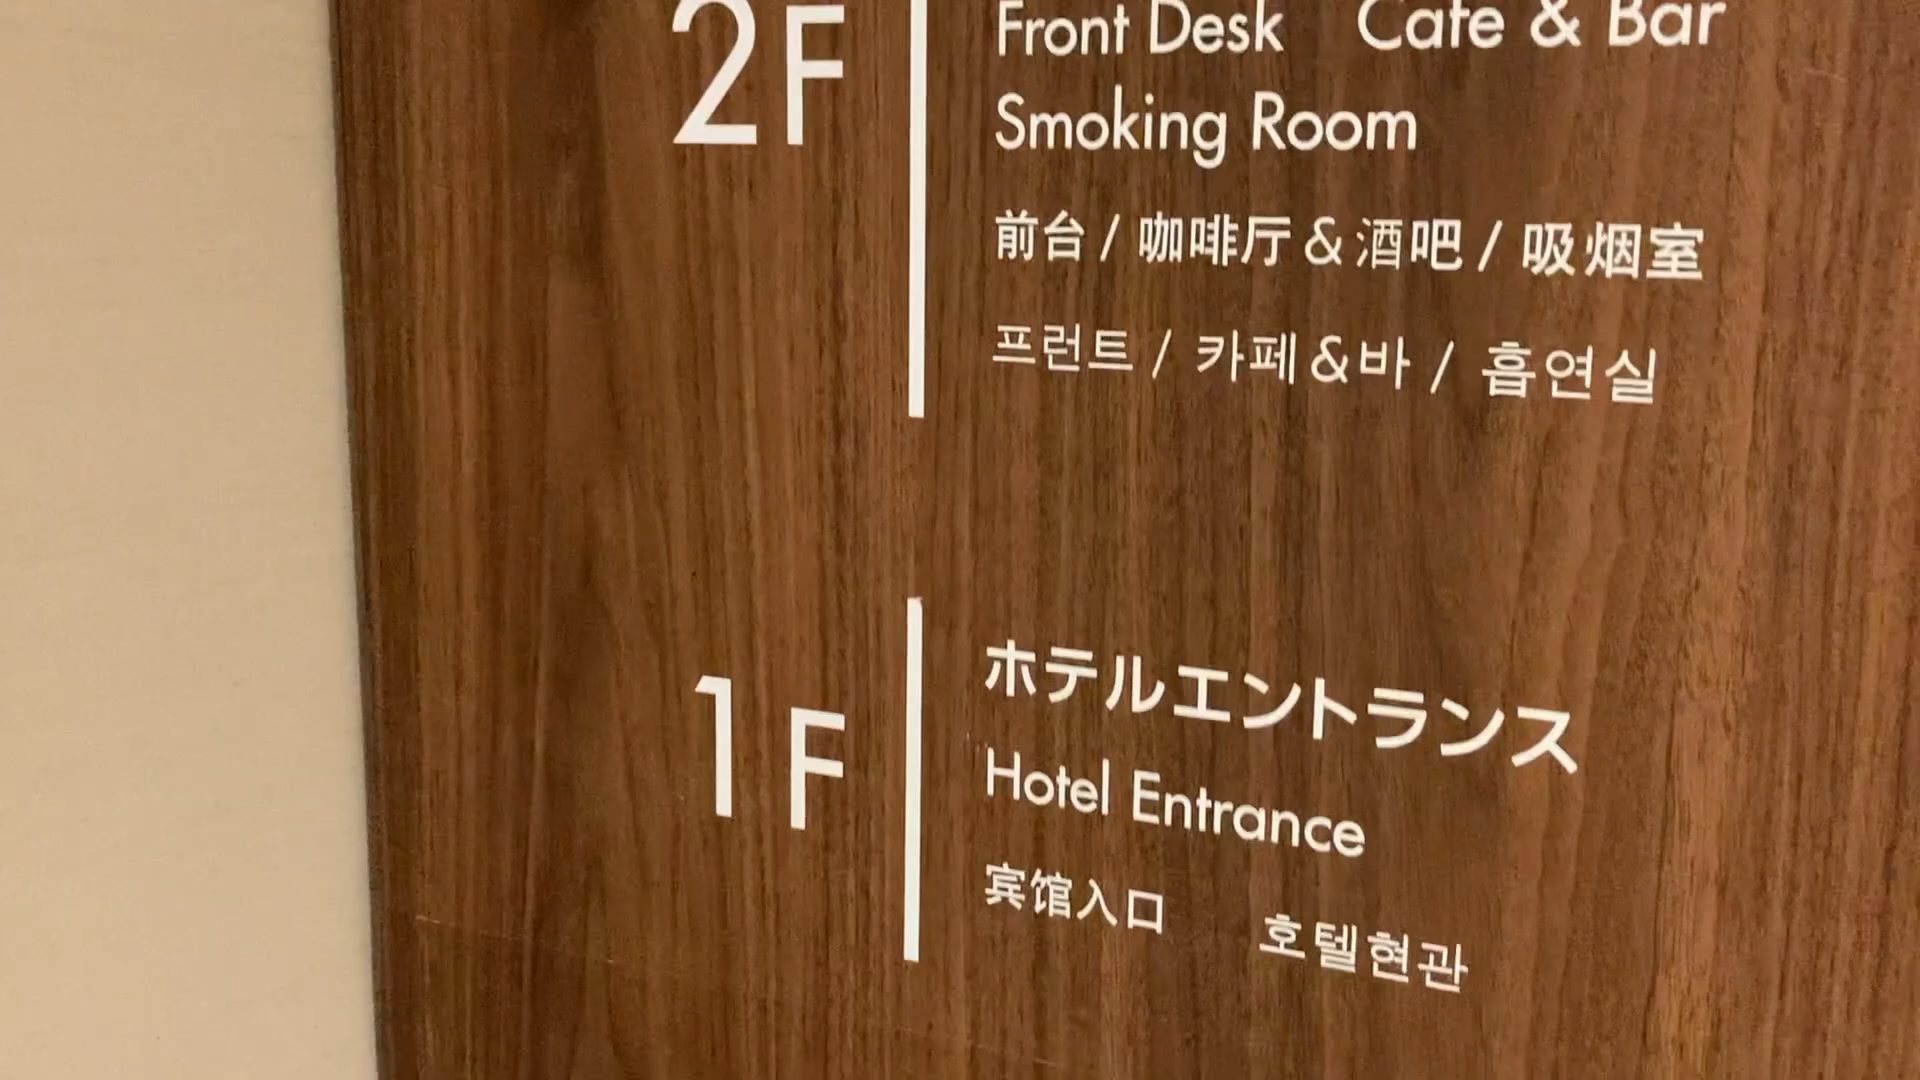 2F
Front Desk Cafe & Bar
Smoking Room
前台 / 咖啡厅 & 酒吧 / 吸烟室
프런트 / 카페 & 바 / 흡연실
1F
ホテルエントランス
Hotel Entrance
宾馆入口 호텔현관